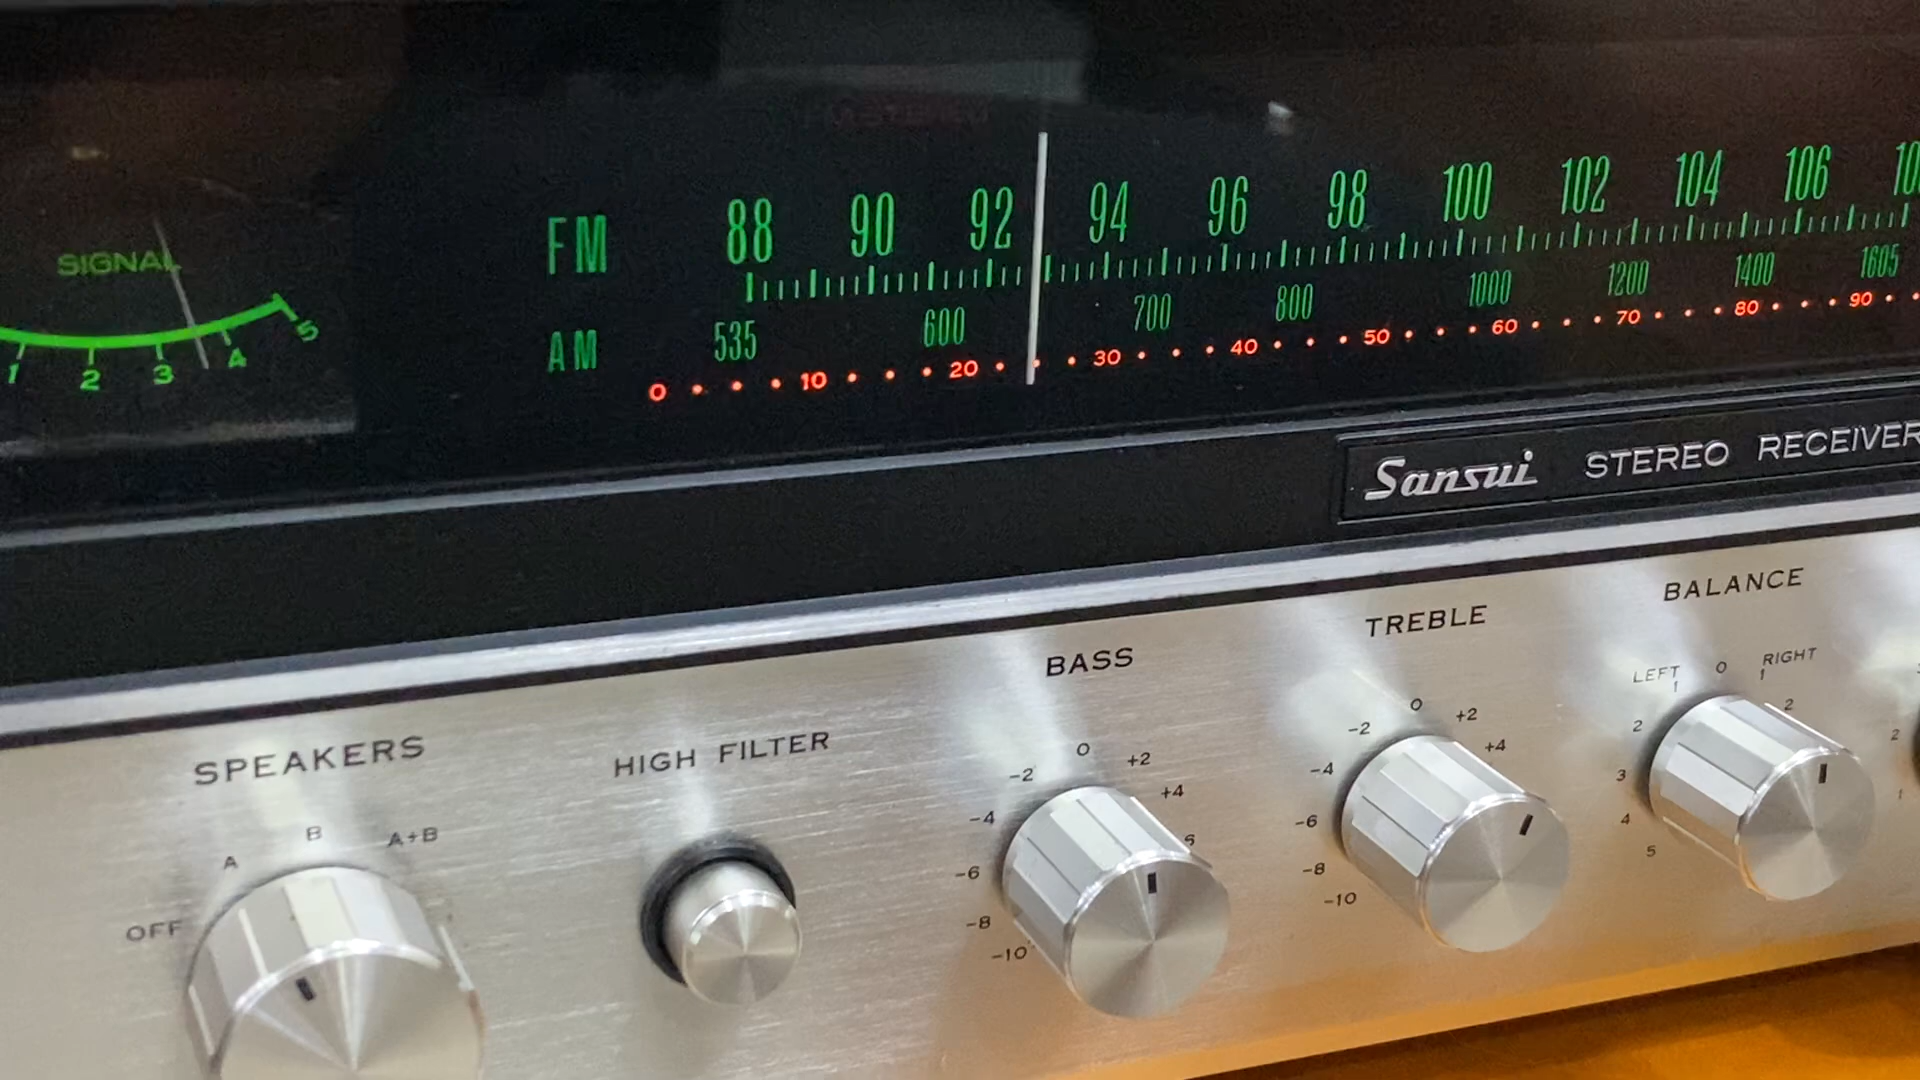 SIGNAL
1 2 3 4 5
FM 88 90 92 94 96 98 100 102 104 106
AM 535 600 700 800 1000 1200 1400 1605
0 10 20 30 40 50 60 70 80 90
Sansui STEREO RECEIVER
SPEAKERS
OFF A B A+B
HIGH FILTER
BASS
-10 -8 -6 -4 -2 0 +2 +4
TREBLE
-10 -8 -6 -4 -2 0 +2 +4
BALANCE
LEFT 0 RIGHT
5 4 3 2 1 1 2
2
1